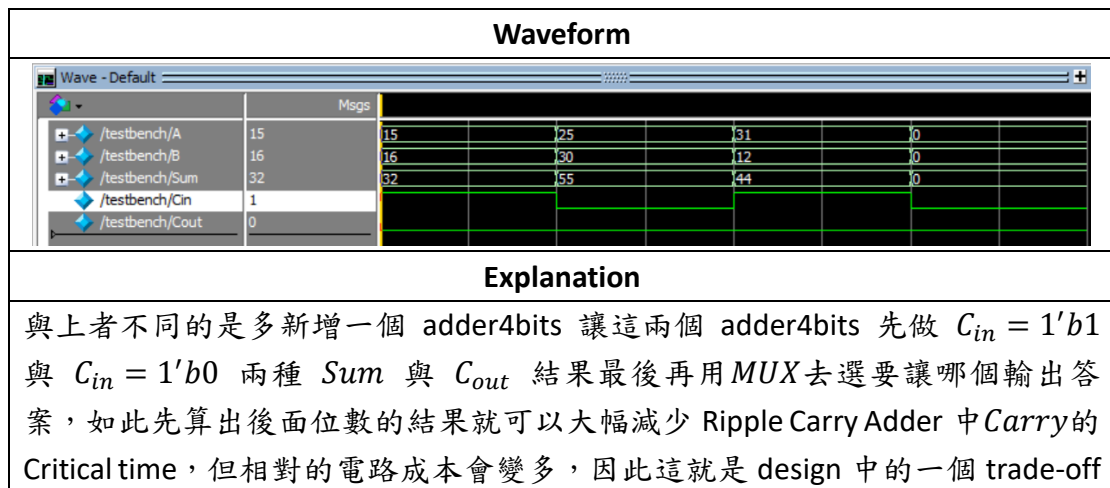 Waveform
Wave - Default
Msgs
/testbench/A 15 15 25 31 0
/testbench/B 16 16 30 12 0
/testbench/Sum 32 32 55 44 0
/testbench/Cin 1
/testbench/Cout 0
Explanation
與上者不同的是多新增一個 adder4bits 讓這兩個 adder4bits 先做 C_in = 1'b1
與 C_in = 1'b0 兩種 Sum 與 C_out 結果最後再用MUX去選要讓哪個輸出答
案，如此先算出後面位數的結果就可以大幅減少 Ripple Carry Adder 中Carry的
Critical time，但相對的電路成本會變多，因此這就是 design 中的一個 trade-off